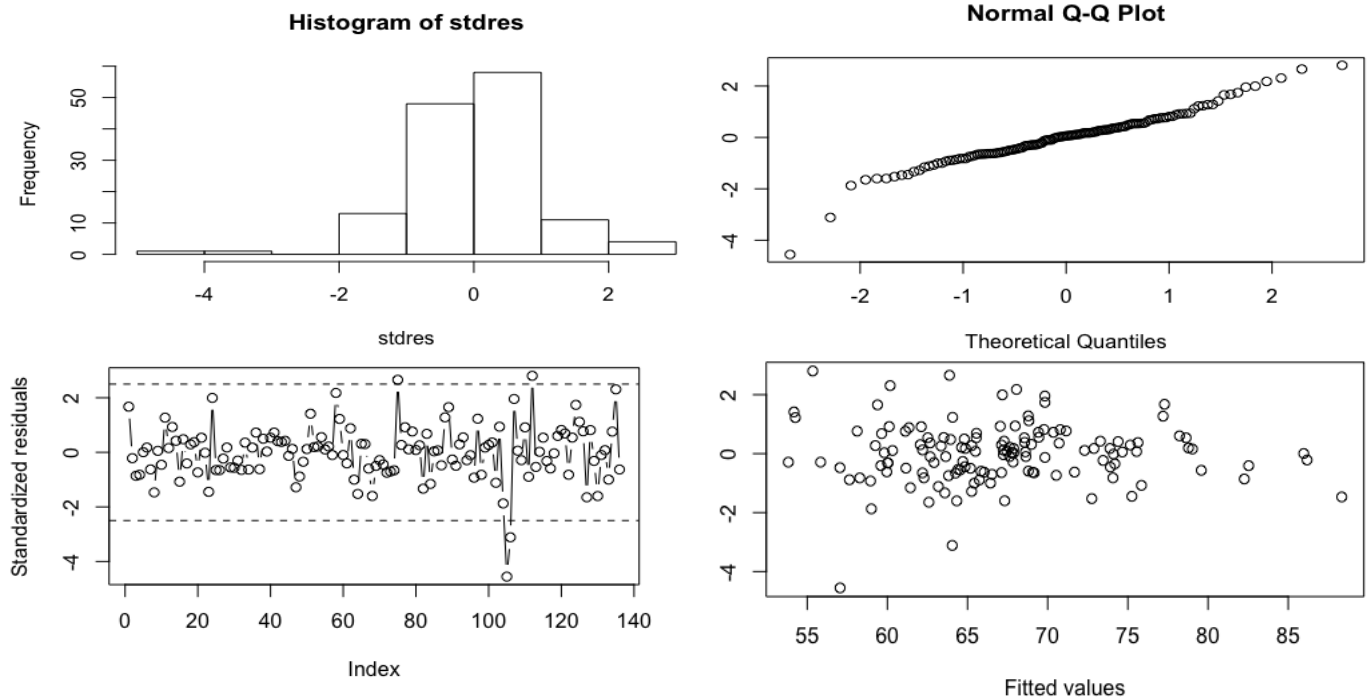 Histogram of stdres
Frequency
0 10 30 50
-4 -2 0 2
stdres
Normal Q-Q Plot
-4 -2 0 2
-2 -1 0 1 2
Theoretical Quantiles
Standardized residuals
-4 -2 0 2
0 20 40 60 80 100 120 140
Index
-4 -2 0 2
55 60 65 70 75 80 85
Fitted values